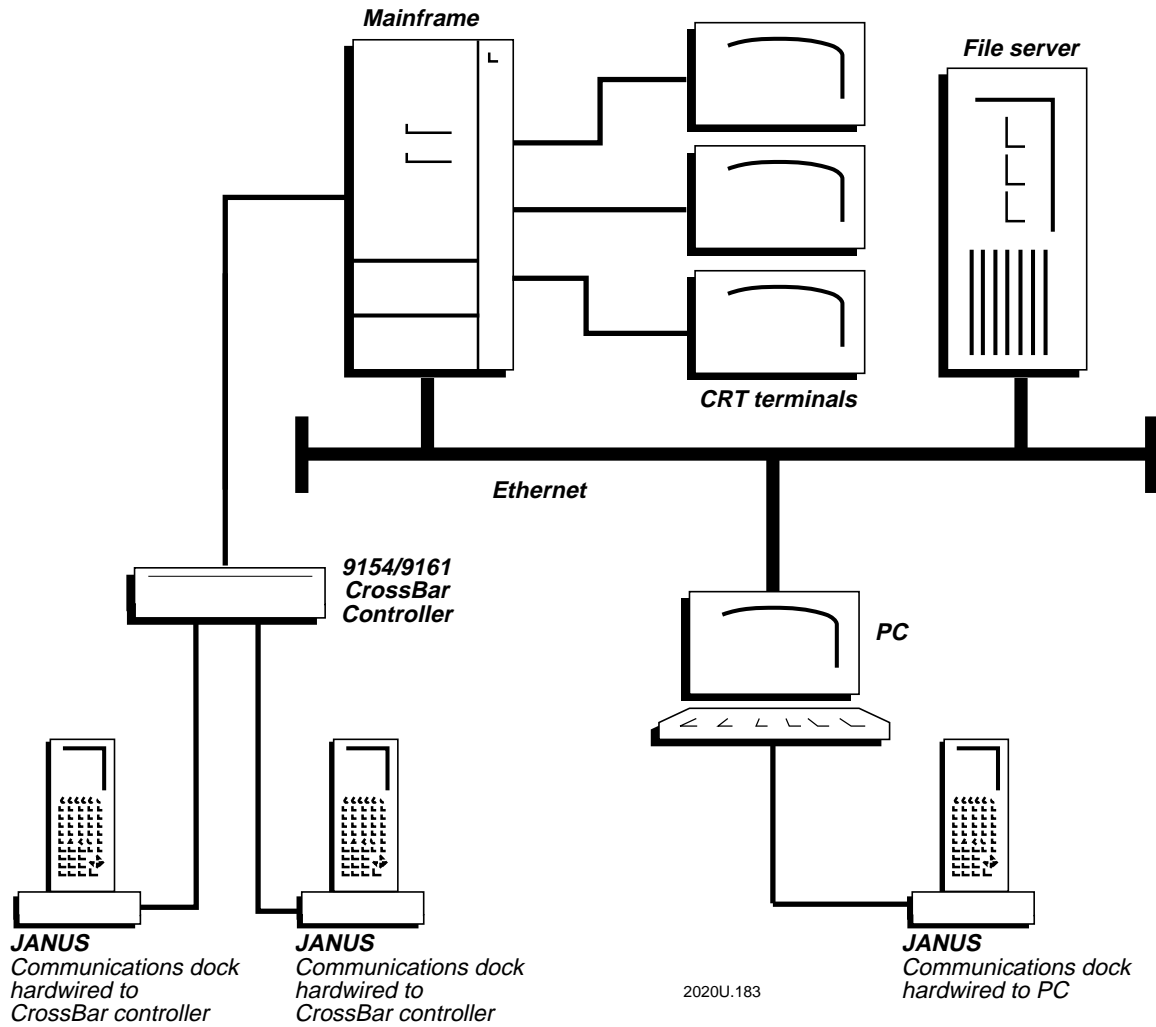 Mainframe
File server
CRT terminals
Ethernet
9154/9161
CrossBar
Controller
PC
JANUS
Communications dock
hardwired to
CrossBar controller
JANUS
Communications dock
hardwired to
CrossBar controller
2020U.183
JANUS
Communications dock
hardwired to PC